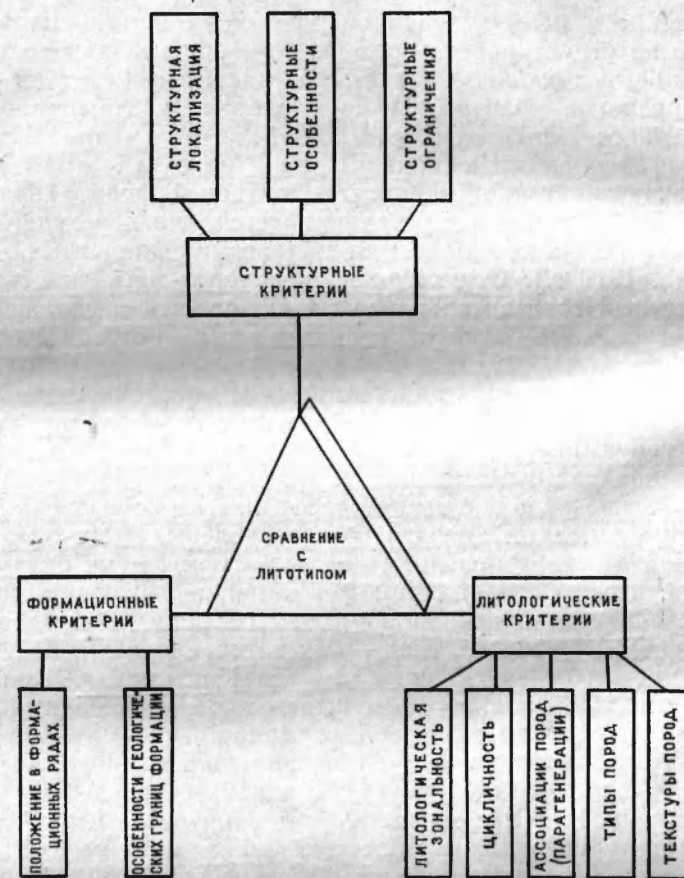 СТРУКТУРНАЯ
ЛОКАЛИЗАЦИЯ
СТРУКТУРНЫЕ
ОСОБЕННОСТИ
СТРУКТУРНЫЕ
ОГРАНИЧЕНИЯ
СТРУКТУРНЫЕ
КРИТЕРИИ
СРАВНЕНИЕ
С
ЛИТОТИПОМ
ФОРМАЦИОННЫЕ
КРИТЕРИИ
ЛИТОЛОГИЧЕСКИЕ
КРИТЕРИИ
ПОЛОЖЕНИЕ В ФОРМА-
ЦИОННЫХ РЯДАХ
ОСОБЕННОСТИ ГЕОЛОГИЧЕ-
СКИХ ГРАНИЦ ФОРМАЦИИ
ЛИТОЛОГИЧЕСКАЯ
ЗОНАЛЬНОСТЬ
ЦИКЛИЧНОСТЬ
АССОЦИАЦИИ ПОРОД
(ПАРАГЕНЕРАЦИИ)
ТИПЫ ПОРОД
ТЕКСТУРЫ ПОРОД